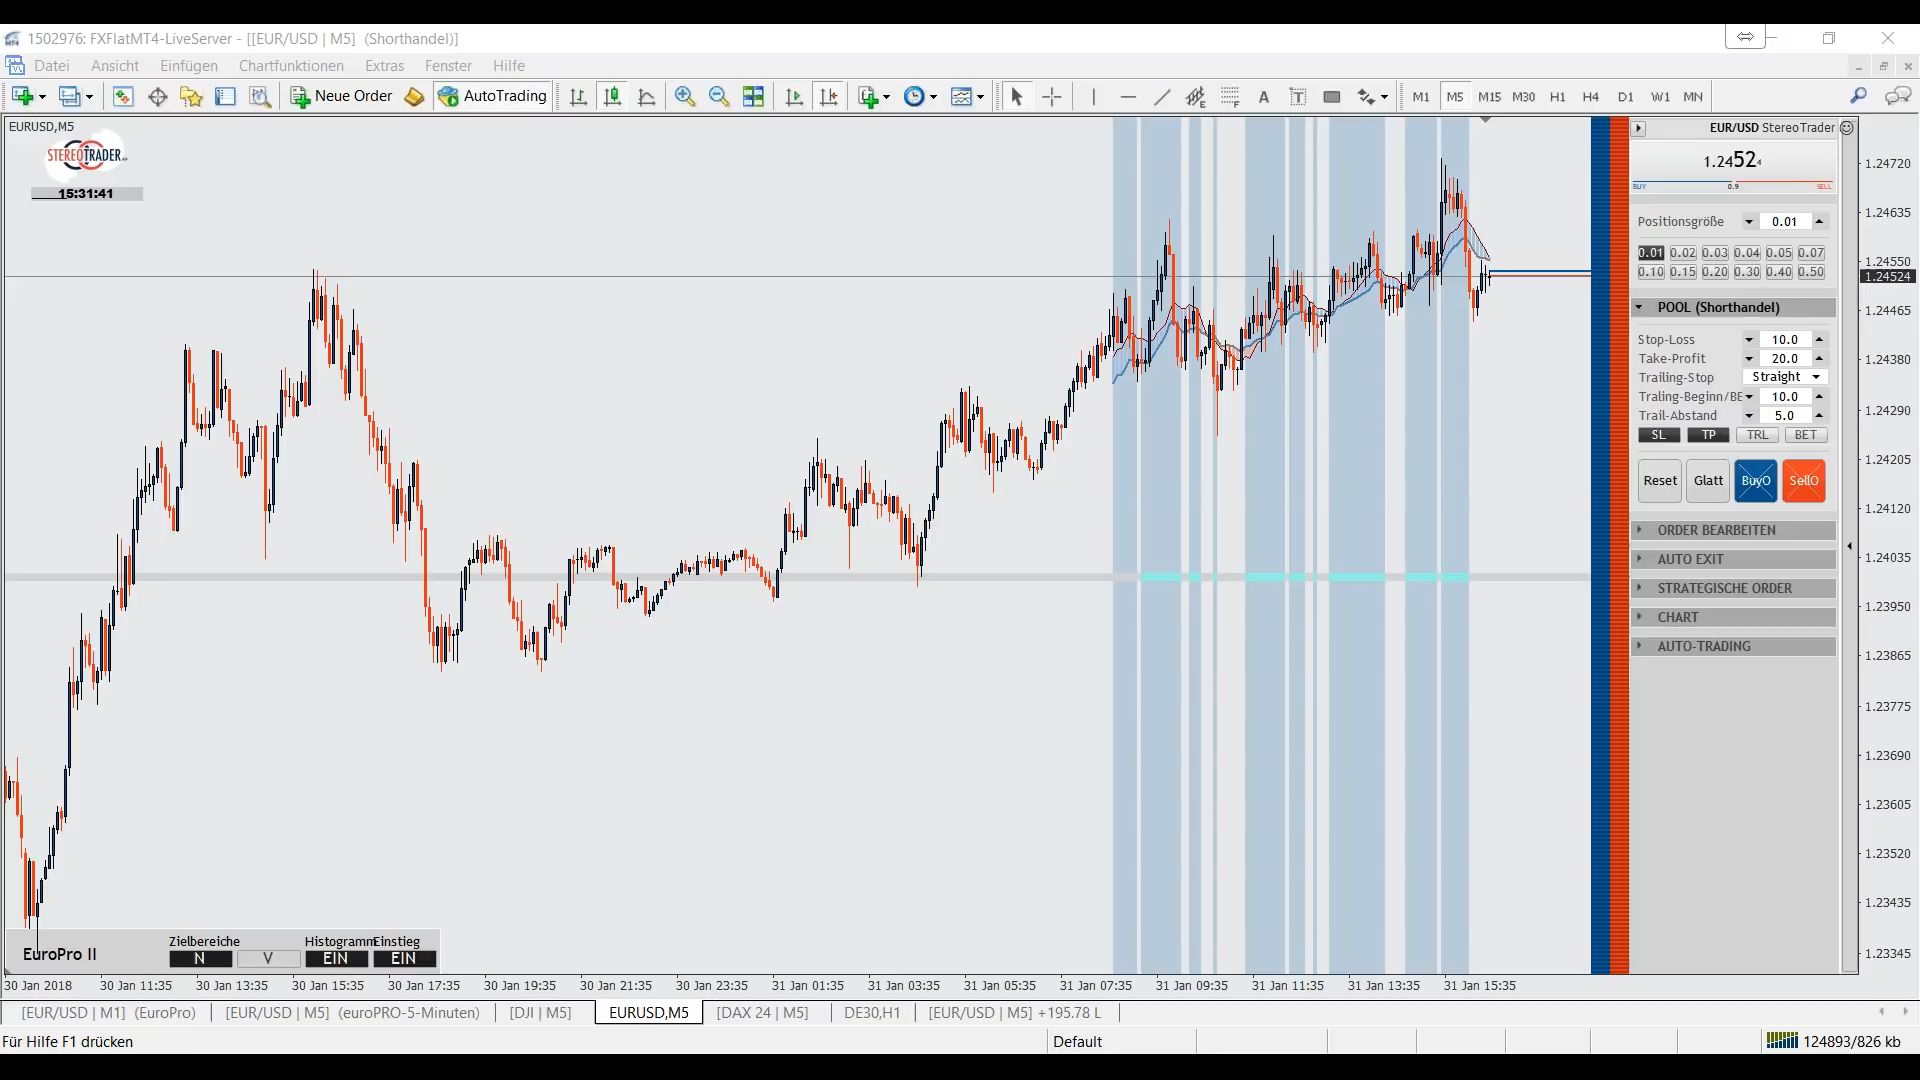 1502976: FXFlatMT4-LiveServer - [[EUR/USD | M5]  (Shorthandel)]
Datei Ansicht Einfügen Chartfunktionen Extras Fenster Hilfe
Neue Order AutoTrading M1 M5 M15 M30 H1 H4 D1 W1 MN
EURUSD,M5
STEREOTRADER
15:31:41
EUR/USD StereoTrader
1.24524
BUY 0.9 SELL
Positionsgröße 0.01
0.01 0.02 0.03 0.04 0.05 0.07
0.10 0.15 0.20 0.30 0.40 0.50
POOL (Shorthandel)
Stop-Loss 10.0
Take-Profit 20.0
Trailing-Stop Straight
Traling-Beginn/BE 10.0
Trail-Abstand 5.0
SL TP TRL BET
Reset Glatt BuyO SellO
ORDER BEARBEITEN
AUTO EXIT
STRATEGISCHE ORDER
CHART
AUTO-TRADING
1.24720
1.24635
1.24550
1.24524
1.24465
1.24380
1.24290
1.24205
1.24120
1.24035
1.23950
1.23865
1.23775
1.23690
1.23605
1.23520
1.23435
1.23345
Zielbereiche Histogramm Einstieg
EuroPro II N V EIN EIN
30 Jan 2018 30 Jan 11:35 30 Jan 13:35 30 Jan 15:35 30 Jan 17:35 30 Jan 19:35 30 Jan 21:35 30 Jan 23:35 31 Jan 01:35 31 Jan 03:35 31 Jan 05:35 31 Jan 07:35 31 Jan 09:35 31 Jan 11:35 31 Jan 13:35 31 Jan 15:35
[EUR/USD | M1]  (EuroPro) [EUR/USD | M5]  (euroPRO-5-Minuten) [DJI | M5] EURUSD,M5 [DAX 24 | M5] DE30,H1 [EUR/USD | M5] +195.78 L
Für Hilfe F1 drücken Default 124893/826 kb